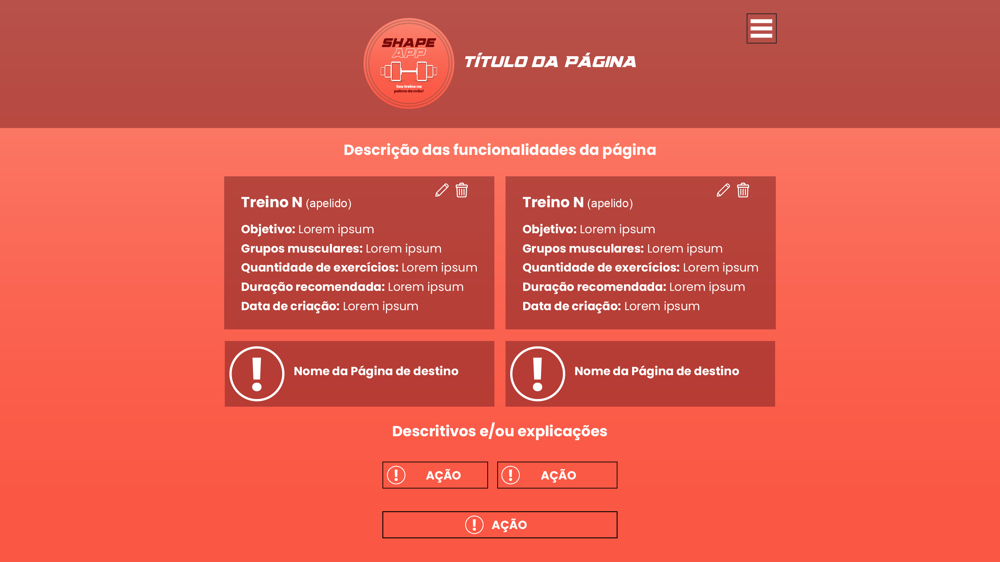 SHAPE
APP
Seu treino na
palma da mão!
TÍTULO DA PÁGINA
Descrição das funcionalidades da página
Treino N (apelido)
Objetivo: Lorem ipsum
Grupos musculares: Lorem ipsum
Quantidade de exercícios: Lorem ipsum
Duração recomendada: Lorem ipsum
Data de criação: Lorem ipsum
Treino N (apelido)
Objetivo: Lorem ipsum
Grupos musculares: Lorem ipsum
Quantidade de exercícios: Lorem ipsum
Duração recomendada: Lorem ipsum
Data de criação: Lorem ipsum
! Nome da Página de destino
! Nome da Página de destino
Descritivos e/ou explicações
! AÇÃO
! AÇÃO
! AÇÃO